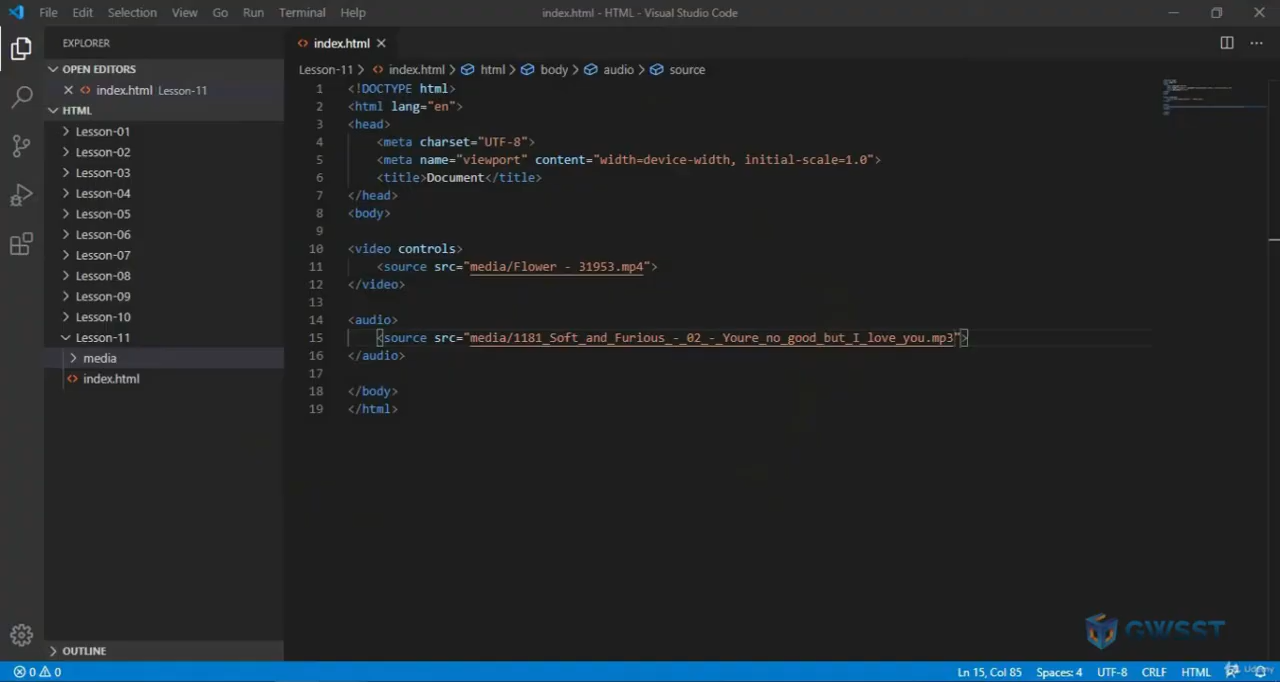 File Edit Selection View Go Run Terminal Help index.html - HTML - Visual Studio Code
EXPLORER
OPEN EDITORS
index.html Lesson-11
HTML
Lesson-01
Lesson-02
Lesson-03
Lesson-04
Lesson-05
Lesson-06
Lesson-07
Lesson-08
Lesson-09
Lesson-10
Lesson-11
media
index.html
OUTLINE
index.html
Lesson-11 > index.html > html > body > audio > source
1 <!DOCTYPE html>
2 <html lang="en">
3 <head>
4 <meta charset="UTF-8">
5 <meta name="viewport" content="width=device-width, initial-scale=1.0">
6 <title>Document</title>
7 </head>
8 <body>
9
10 <video controls>
11 <source src="media/Flower - 31953.mp4">
12 </video>
13
14 <audio>
15 <source src="media/1181_Soft_and_Furious_-_02_-_Youre_no_good_but_I_love_you.mp3">
16 </audio>
17
18 </body>
19 </html>
GWSST
0 0 Ln 15, Col 85 Spaces: 4 UTF-8 CRLF HTML